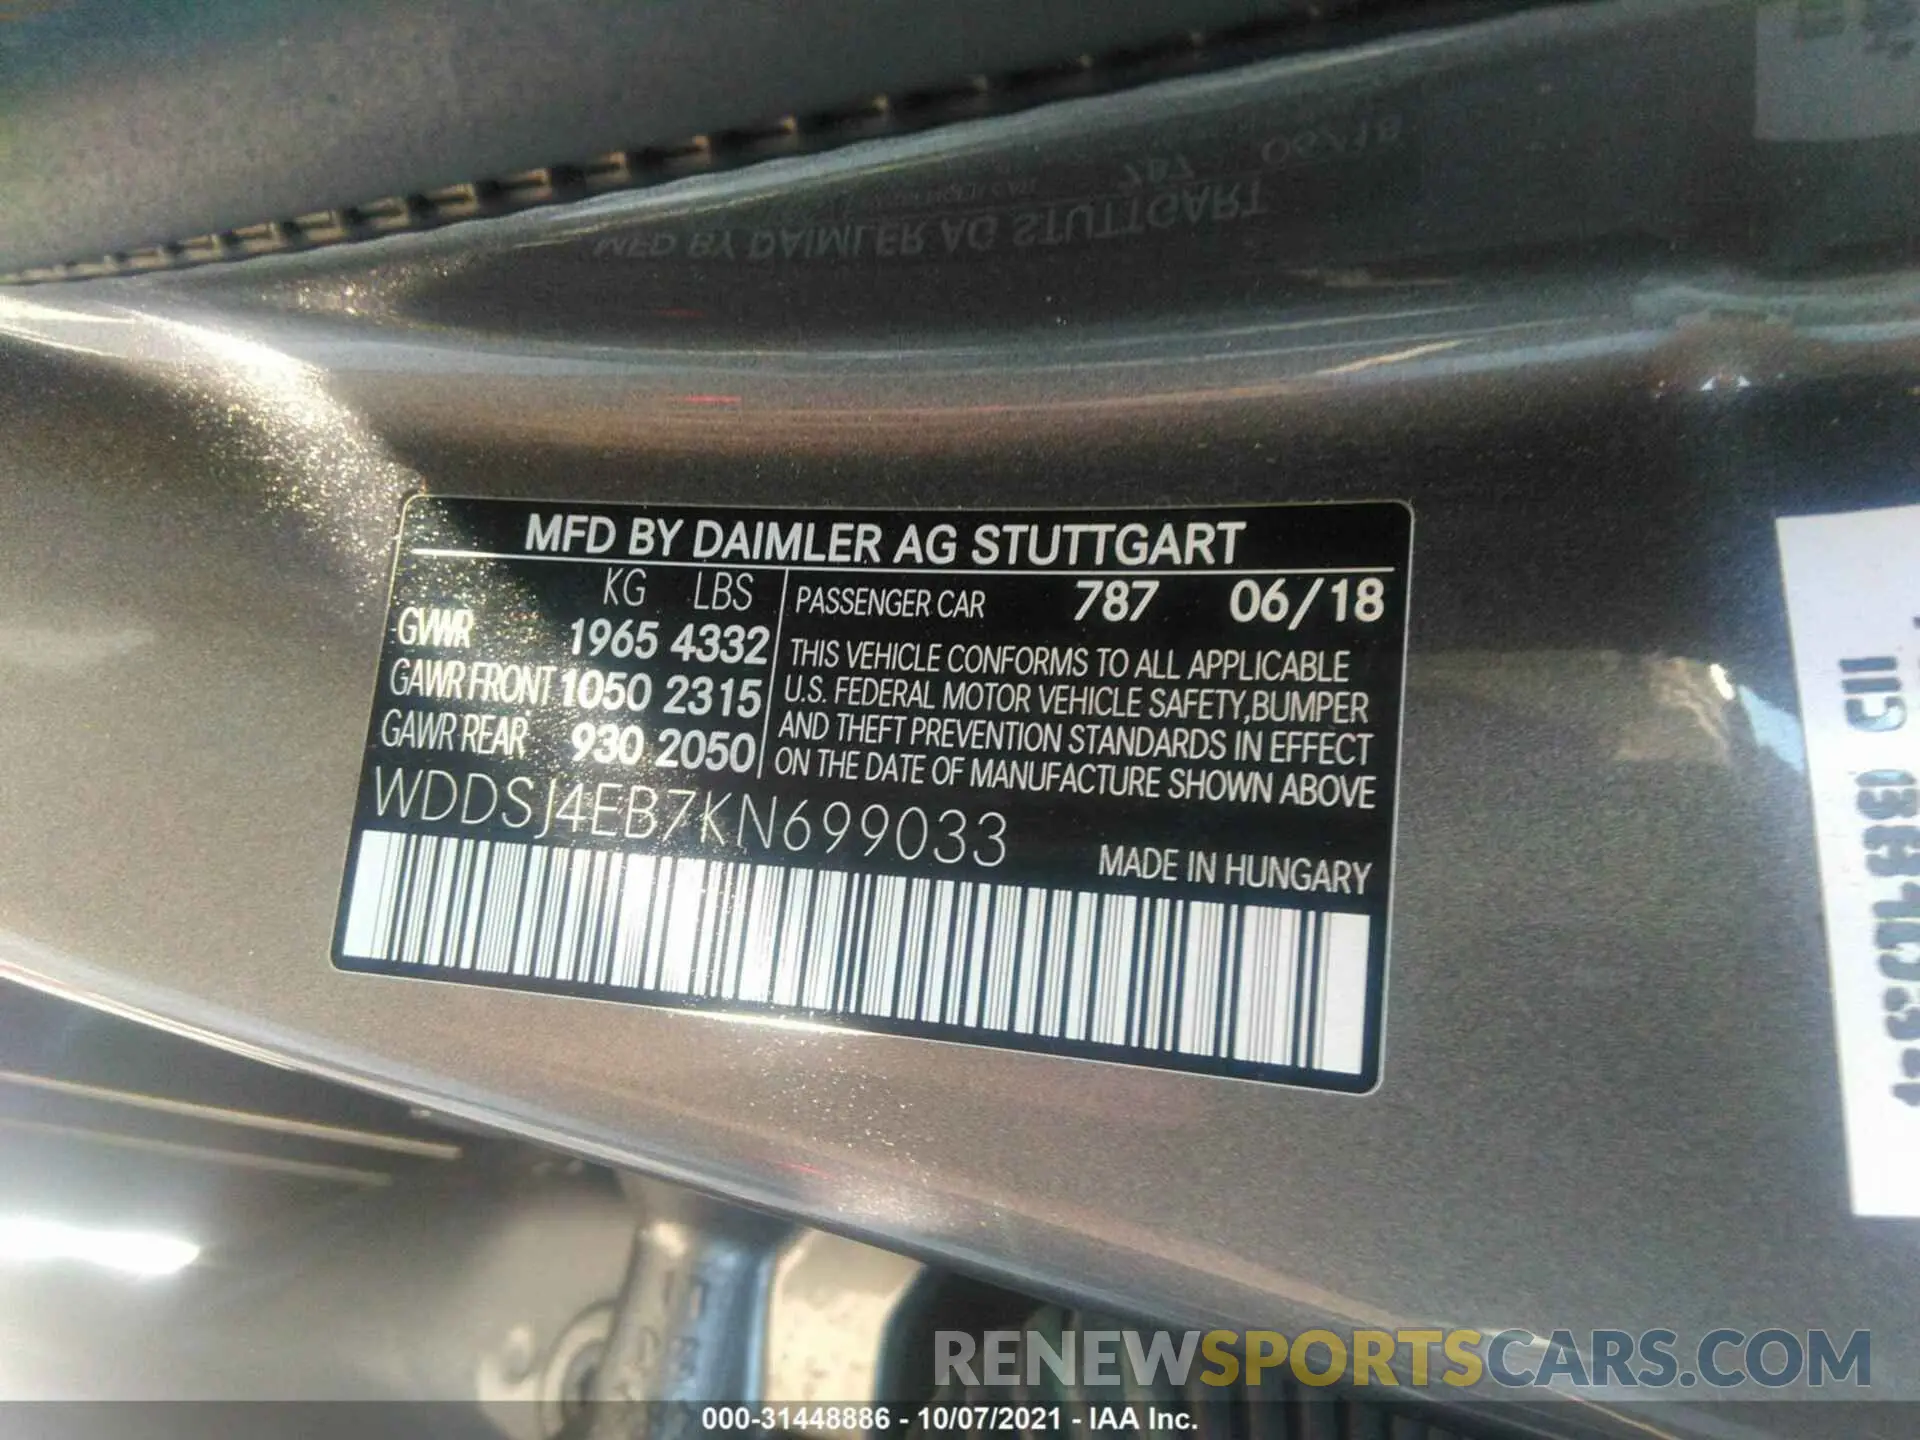 MFD BY DAIMLER AG STUTTGART
KG LBS
GVWR 1965 4332
GAWR FRONT 1050 2315
GAWR REAR 930 2050
PASSENGER CAR 787 06/18
THIS VEHICLE CONFORMS TO ALL APPLICABLE
U.S. FEDERAL MOTOR VEHICLE SAFETY, BUMPER
AND THEFT PREVENTION STANDARDS IN EFFECT
ON THE DATE OF MANUFACTURE SHOWN ABOVE
WDDSJ4EB7KN699033
MADE IN HUNGARY
RENEWSPORTSCARS.COM
000-31448886 - 10/07/2021 - IAA Inc.